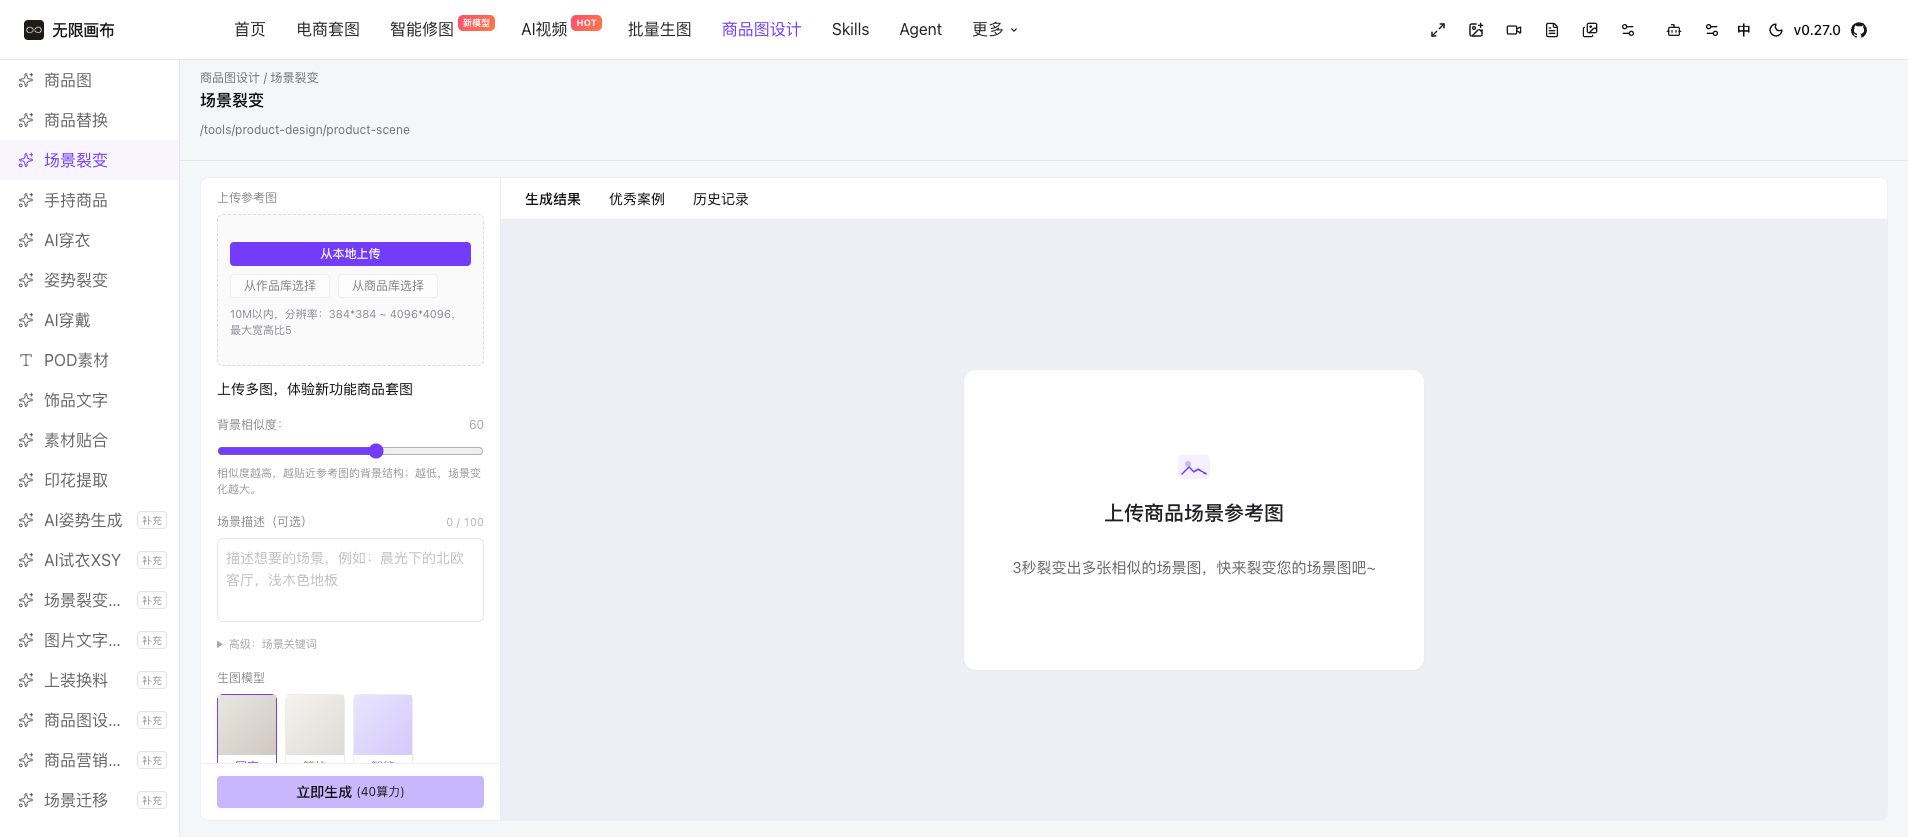 无限画布
首页
电商套图
智能修图
新模型
AI视频
HOT
批量生图
商品图设计
Skills
Agent
更多
中
v0.27.0
商品图
商品替换
场景裂变
手持商品
AI穿衣
姿势裂变
AI穿戴
POD素材
饰品文字
素材贴合
印花提取
AI姿势生成 补充
AI试衣XSY 补充
场景裂变... 补充
图片文字... 补充
上装换料 补充
商品图设... 补充
商品营销... 补充
场景迁移 补充
商品图设计 / 场景裂变
场景裂变
/tools/product-design/product-scene
上传参考图
从本地上传
从作品库选择
从商品库选择
10M以内，分辨率：384*384 ~ 4096*4096，
最大宽高比5
上传多图，体验新功能商品套图
背景相似度： 60
相似度越高，越贴近参考图的背景结构；越低，场景变
化越大。
场景描述（可选） 0 / 100
描述想要的场景，例如：晨光下的北欧
客厅，浅木色地板
高级：场景关键词
生图模型
立即生成 (40算力)
生成结果
优秀案例
历史记录
上传商品场景参考图
3秒裂变出多张相似的场景图，快来裂变您的场景图吧~